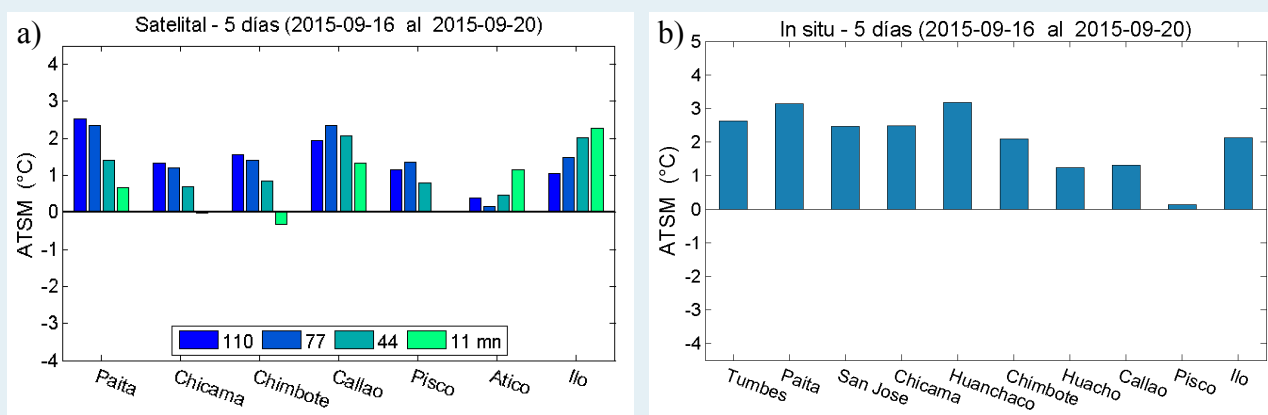 a)
Satelital - 5 días (2015-09-16 al 2015-09-20)
ATSM (°C)
4
3
2
1
0
-1
-2
-3
-4
110 77 44 11 mn
Paita Chicama Chimbote Callao Pisco Atico Ilo
b)
In situ - 5 días (2015-09-16 al 2015-09-20)
ATSM (°C)
5
4
3
2
1
0
-1
-2
-3
-4
Tumbes Paita San Jose Chicama Huanchaco Chimbote Huacho Callao Pisco Ilo